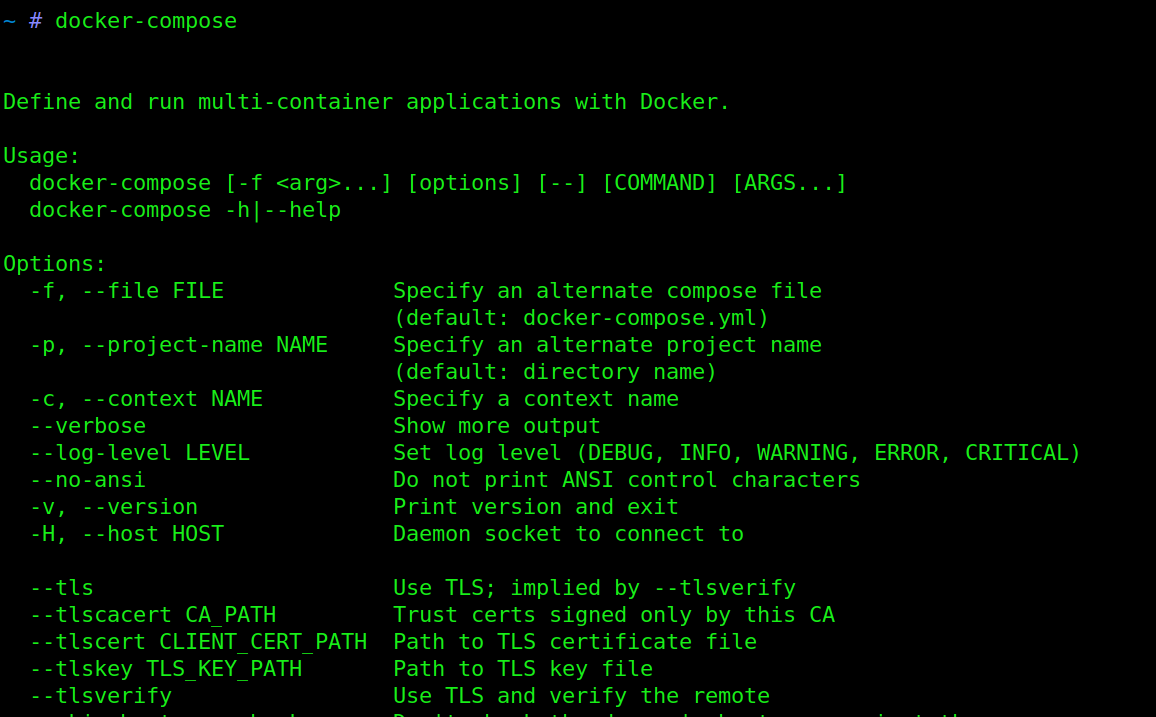 ~ # docker-compose
Define and run multi-container applications with Docker.
Usage:
  docker-compose [-f <arg>...] [options] [--] [COMMAND] [ARGS...]
  docker-compose -h|--help
Options:
  -f, --file FILE             Specify an alternate compose file
                              (default: docker-compose.yml)
  -p, --project-name NAME     Specify an alternate project name
                              (default: directory name)
  -c, --context NAME          Specify a context name
  --verbose                   Show more output
  --log-level LEVEL           Set log level (DEBUG, INFO, WARNING, ERROR, CRITICAL)
  --no-ansi                   Do not print ANSI control characters
  -v, --version               Print version and exit
  -H, --host HOST             Daemon socket to connect to
  --tls                       Use TLS; implied by --tlsverify
  --tlscacert CA_PATH         Trust certs signed only by this CA
  --tlscert CLIENT_CERT_PATH  Path to TLS certificate file
  --tlskey TLS_KEY_PATH       Path to TLS key file
  --tlsverify                 Use TLS and verify the remote